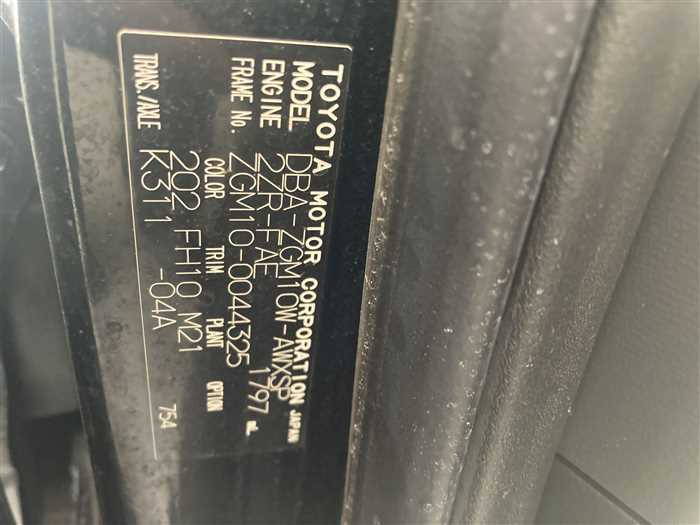 TOYOTA MOTOR CORPORATION JAPAN
MODEL DBA-ZGM10W-AWXSP
ENGINE 2ZR-FAE 1797 mL
FRAME No. ZGM10-0044325
COLOR TRIM PLANT OPTION
202 FH10 M21
TRANS./AXLE K311 -04A
754